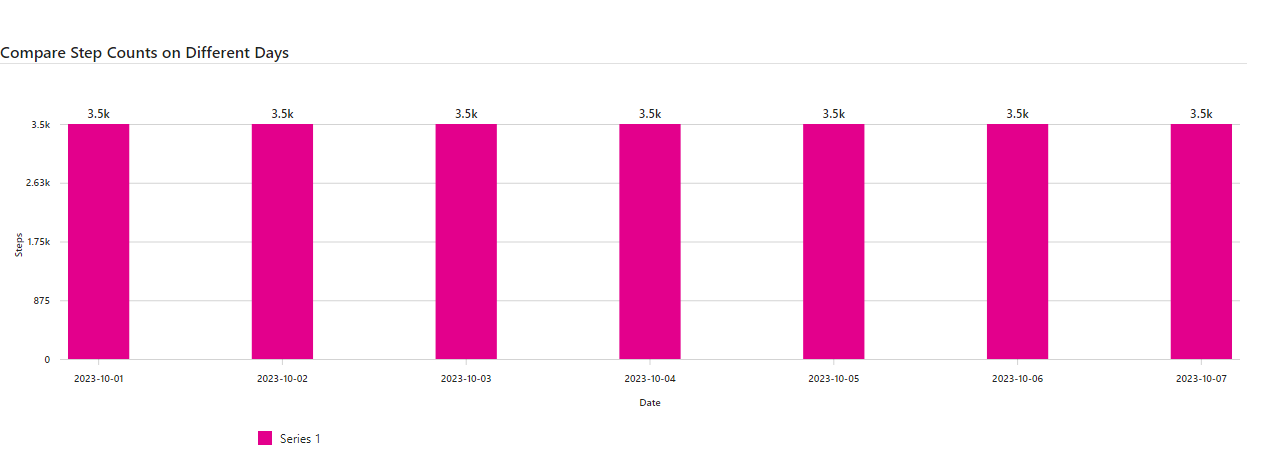 Compare Step Counts on Different Days
3.5k 3.5k 3.5k 3.5k 3.5k 3.5k 3.5k
3.5k
2.63k
1.75k
875
0
Steps
2023-10-01 2023-10-02 2023-10-03 2023-10-04 2023-10-05 2023-10-06 2023-10-07
Date
Series 1